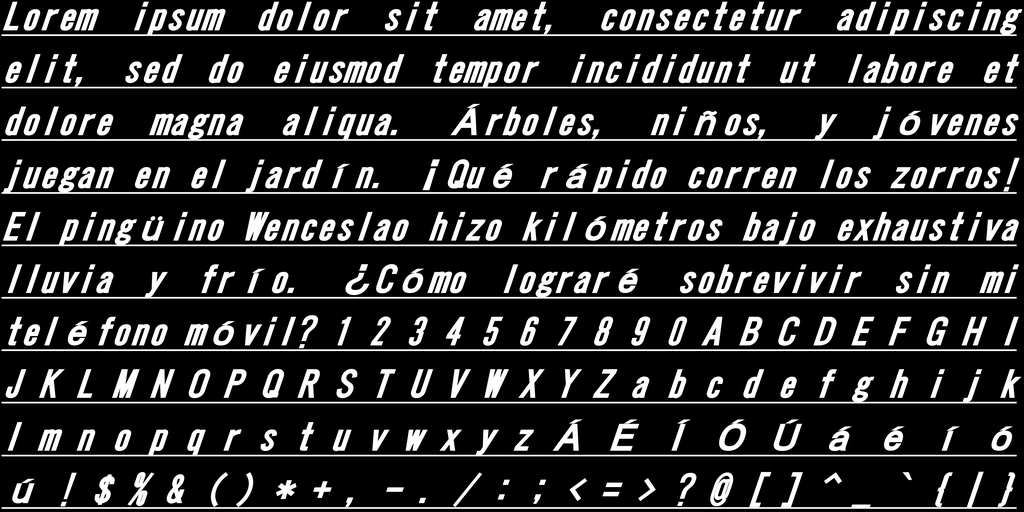 Lorem ipsum dolor sit amet, consectetur adipiscing
elit, sed do eiusmod tempor incididunt ut labore et
dolore magna aliqua. Árboles, niños, y jóvenes
juegan en el jardín. ¡Qué rápido corren los zorros!
El pingüino Wenceslao hizo kilómetros bajo exhaustiva
lluvia y frío. ¿Cómo lograré sobrevivir sin mi
teléfono móvil? 1 2 3 4 5 6 7 8 9 0 A B C D E F G H I
J K L M N O P Q R S T U V W X Y Z a b c d e f g h i j k
l m n o p q r s t u v w x y z Á É Í Ó Ú á é í ó
ú ! $ % & ( ) * + , - . / : ; < = > ? @ [ ] ^ _ ` { | }